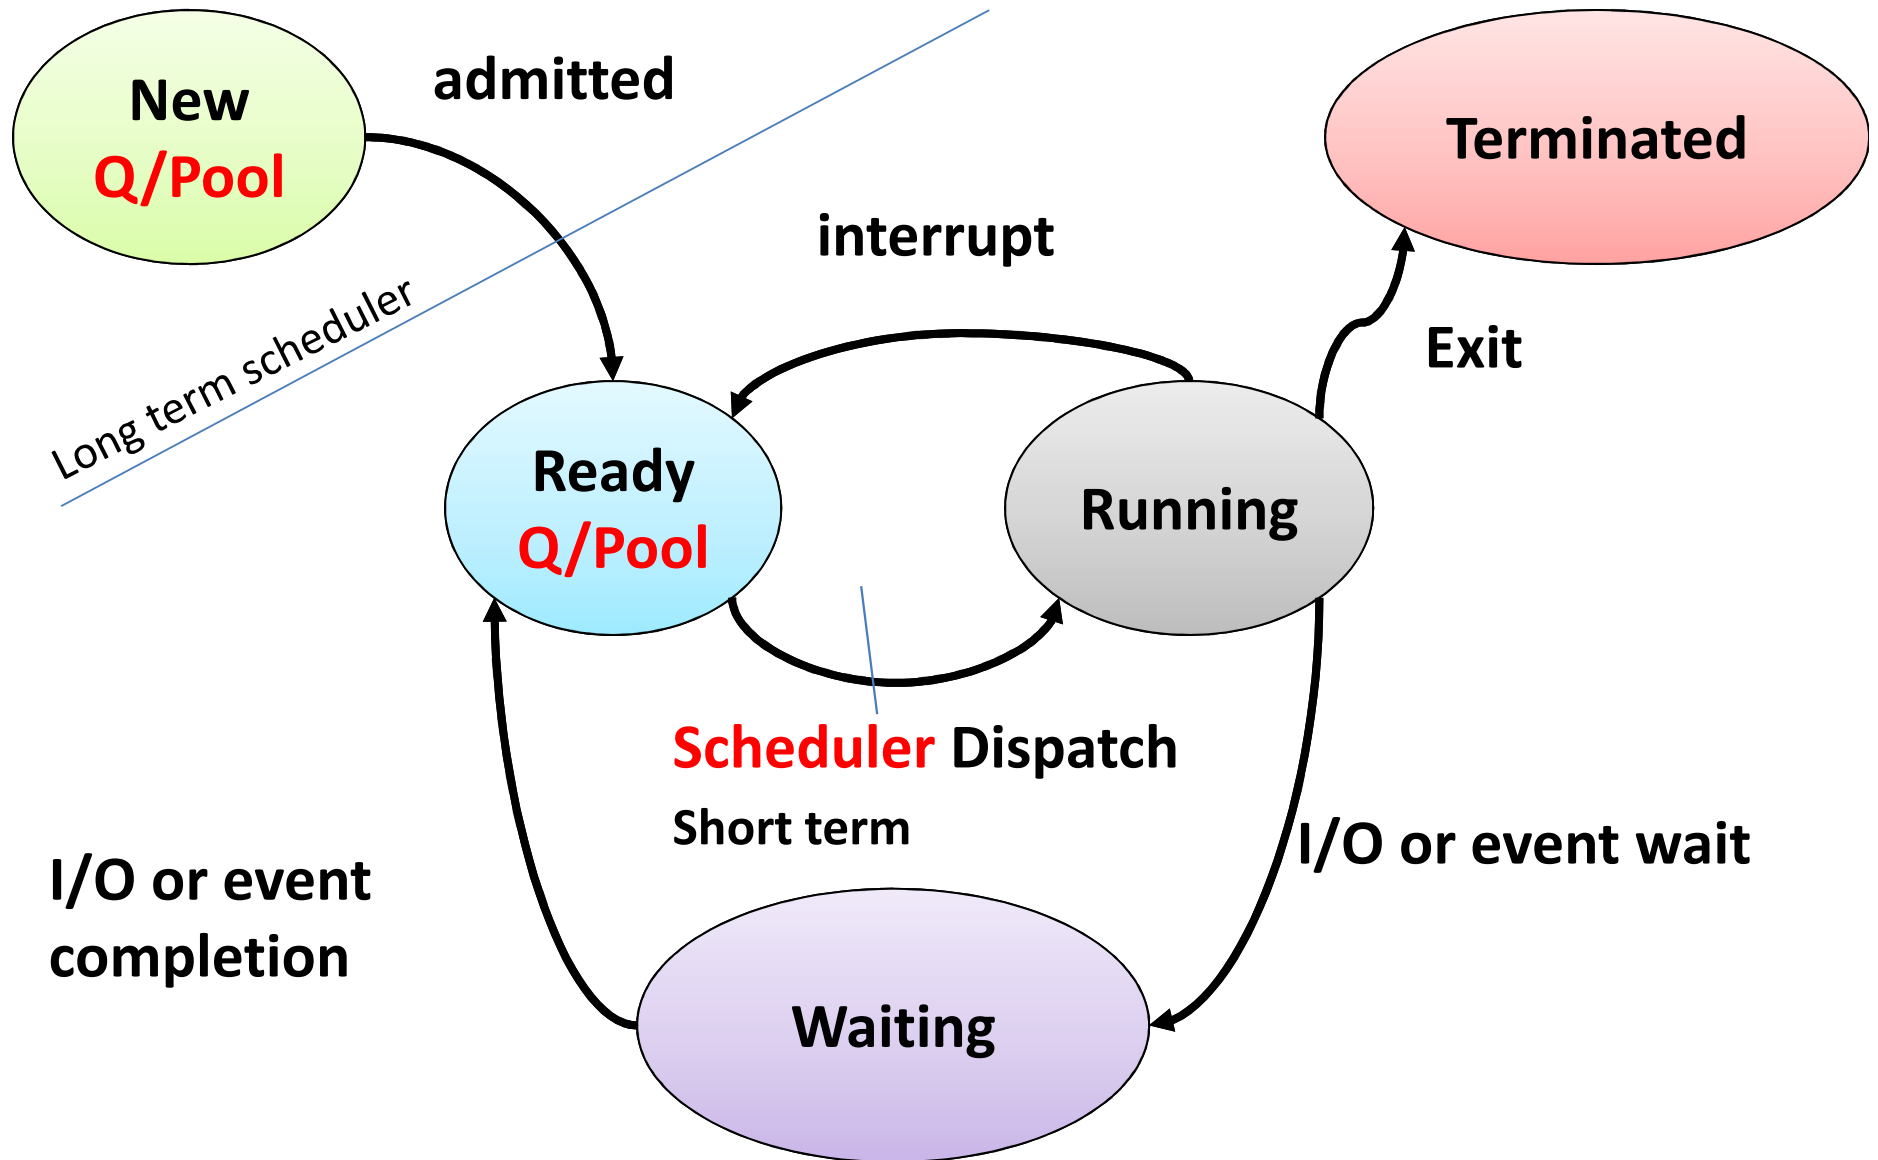 New
Q/Pool
admitted
Terminated
interrupt
Long term scheduler
Exit
Ready
Q/Pool
Running
Scheduler Dispatch
Short term
I/O or event wait
I/O or event
completion
Waiting